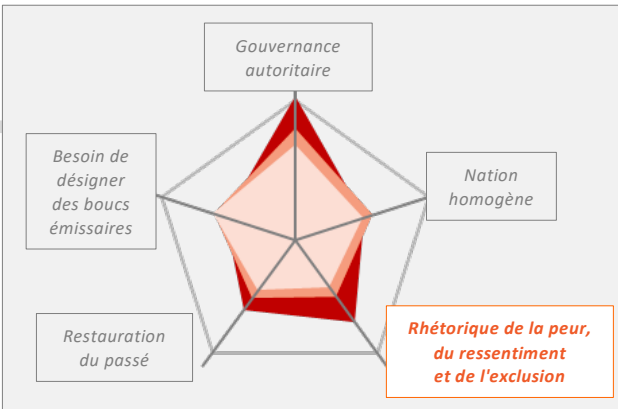 Gouvernance
autoritaire
Besoin de
désigner
des boucs
émissaires
Nation
homogène
Restauration
du passé
Rhétorique de la peur,
du ressentiment
et de l'exclusion